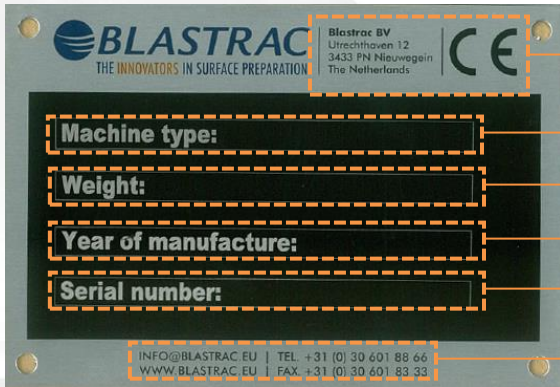 BLASTRAC
THE INNOVATORS IN SURFACE PREPARATION
Blastrac BV
Utrechthaven 12
3433 PN Nieuwegein
The Netherlands
CE
Machine type:
Weight:
Year of manufacture:
Serial number:
INFO@BLASTRAC.EU | TEL. +31 (0) 30 601 88 66
WWW.BLASTRAC.EU | FAX +31 (0) 30 601 83 33